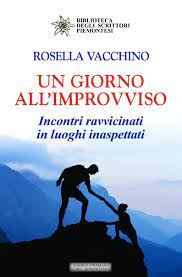 BIBLIOTECA
DEGLI SCRITTORI
PIEMONTESI
ROSELLA VACCHINO
UN GIORNO
ALL'IMPROVVISO
Incontri ravvicinati
in luoghi inaspettati